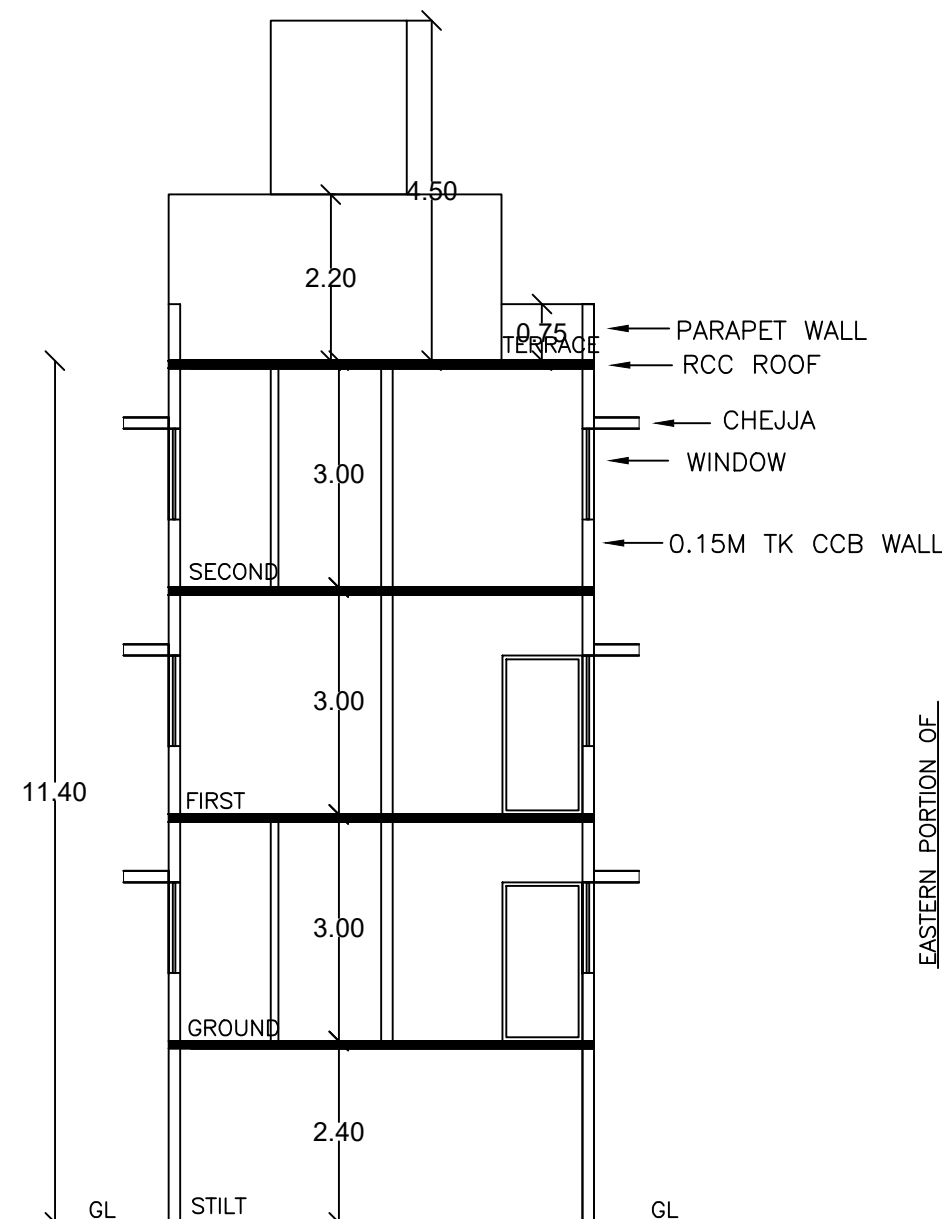 4.50
2.20
0.75
TERRACE
PARAPET WALL
RCC ROOF
CHEJJA
WINDOW
3.00
0.15M TK CCB WALL
SECOND
3.00
11.40
FIRST
3.00
GROUND
2.40
GL
STILT
GL
EASTERN PORTION OF